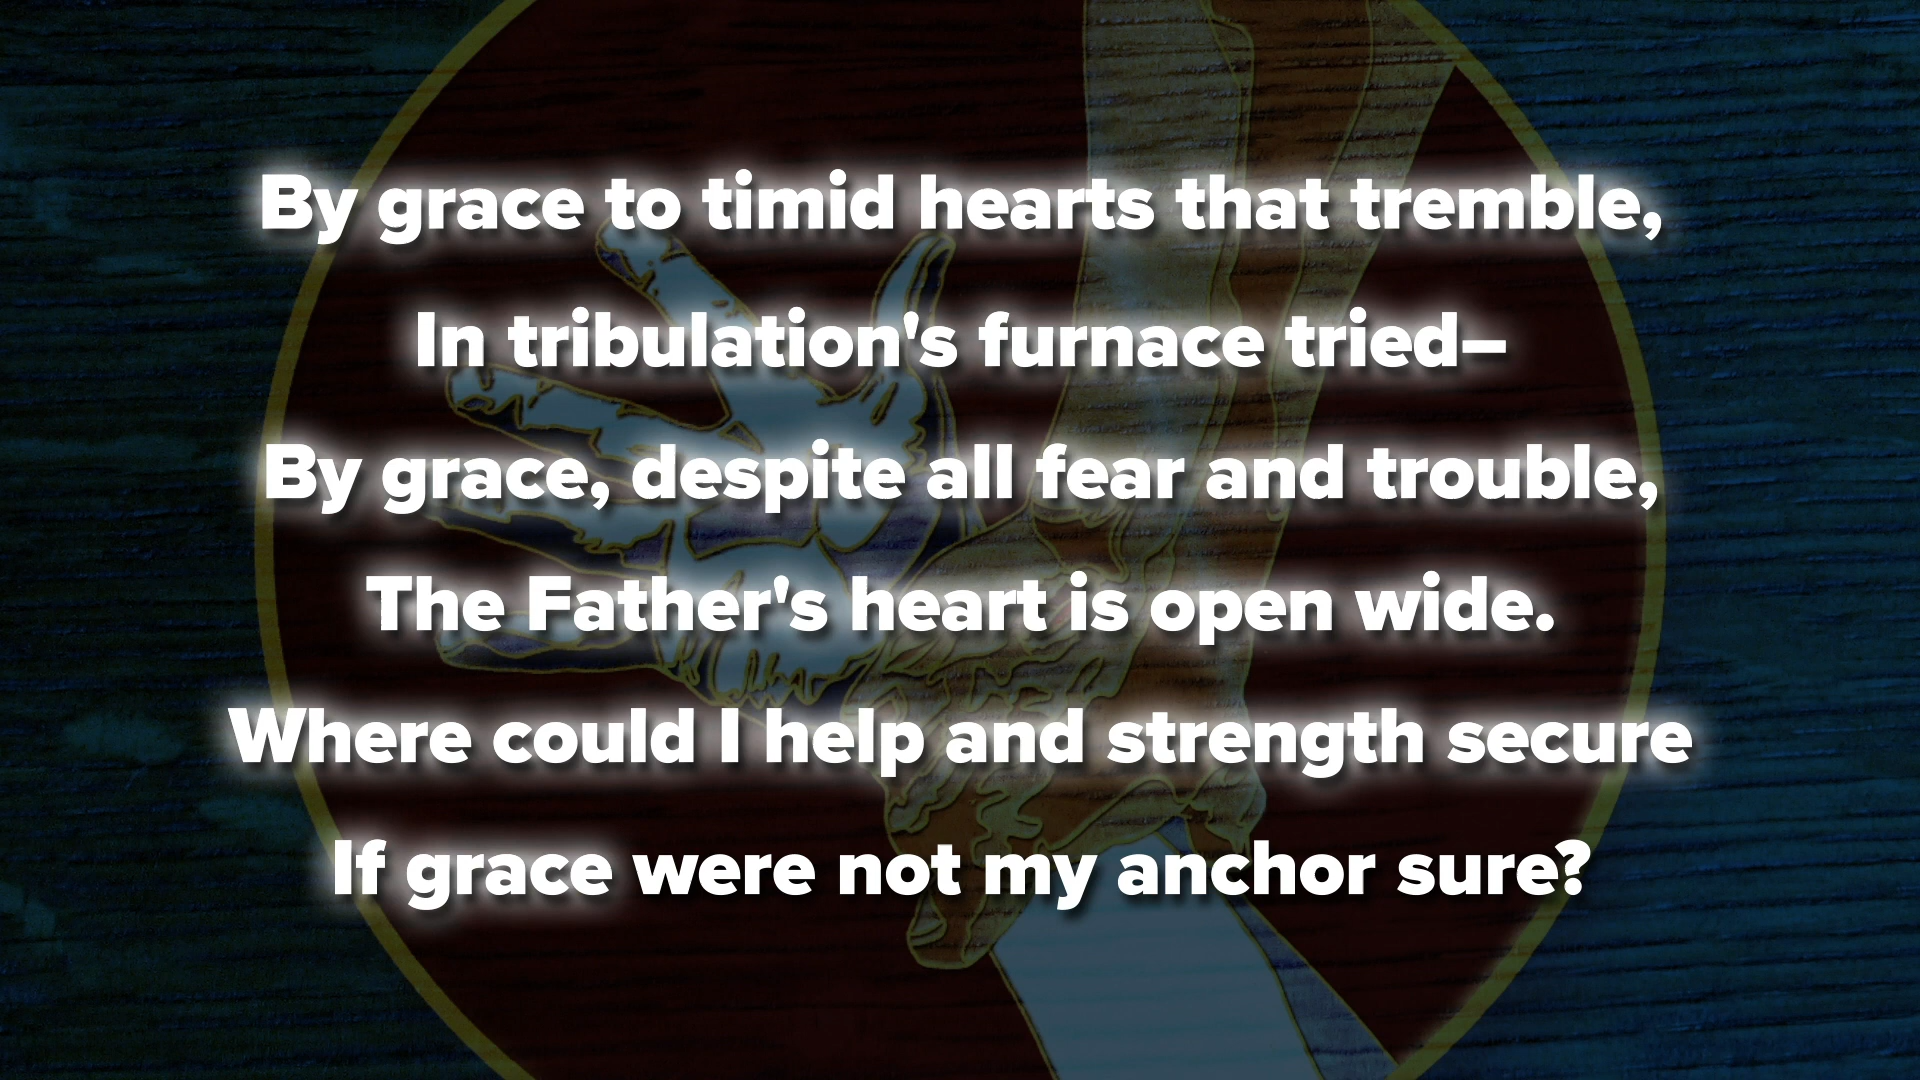 By grace to timid hearts that tremble,
In tribulation's furnace tried–
By grace, despite all fear and trouble,
The Father's heart is open wide.
Where could I help and strength secure
If grace were not my anchor sure?